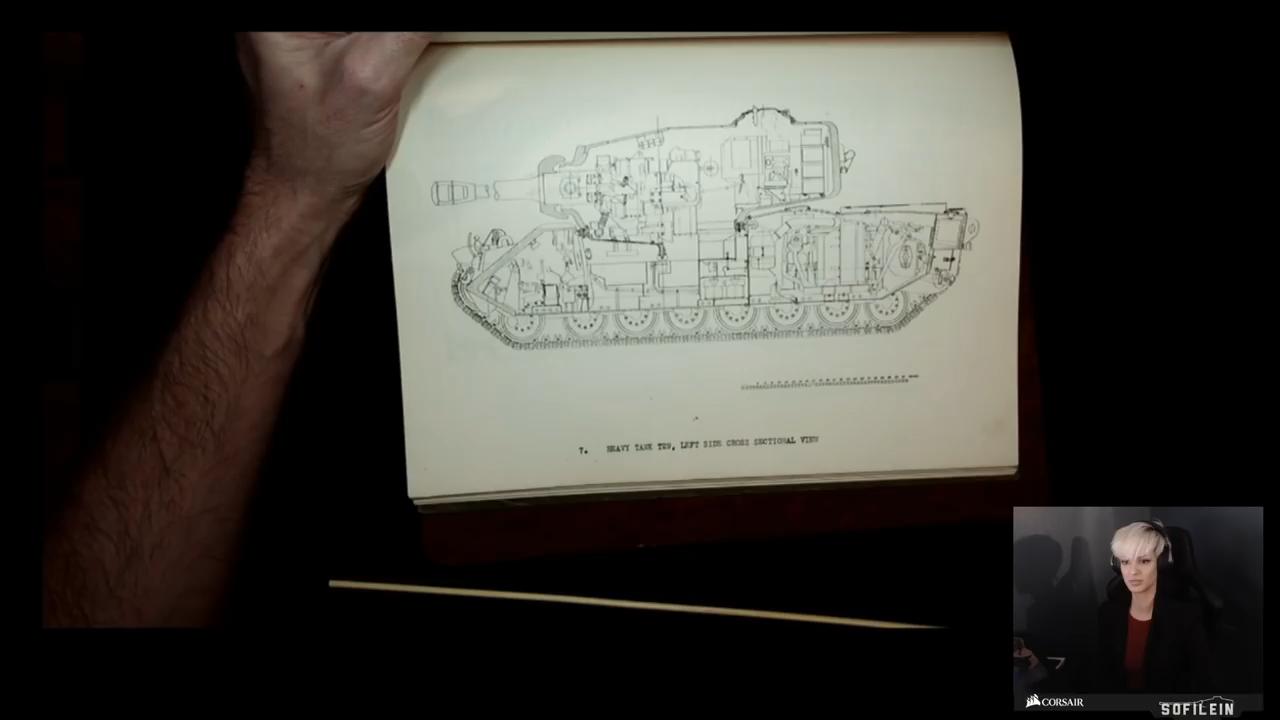 7. HEAVY TANK T29, LEFT SIDE CROSS SECTIONAL VIEW
CORSAIR
SOFILEIN